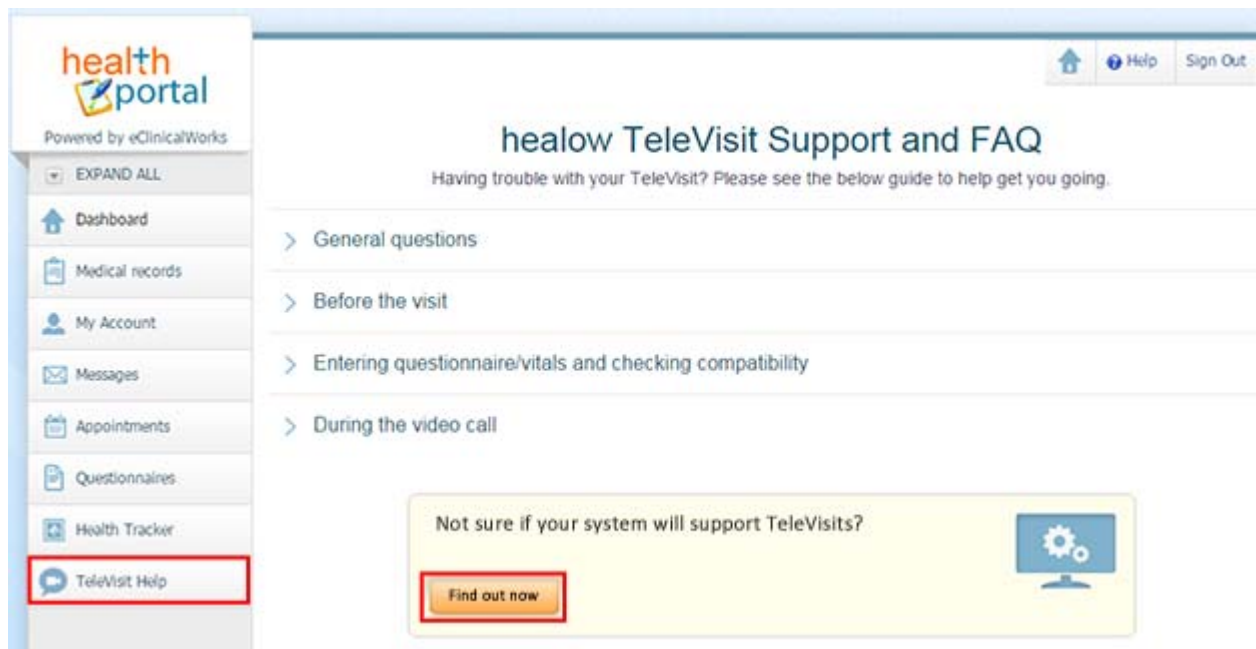 health
portal
Powered by eClinicalWorks
EXPAND ALL
Dashboard
Medical records
My Account
Messages
Appointments
Questionnaires
Health Tracker
TeleVisit Help
Help
Sign Out
healow TeleVisit Support and FAQ
Having trouble with your TeleVisit? Please see the below guide to help get you going.
General questions
Before the visit
Entering questionnaire/vitals and checking compatibility
During the video call
Not sure if your system will support TeleVisits?
Find out now